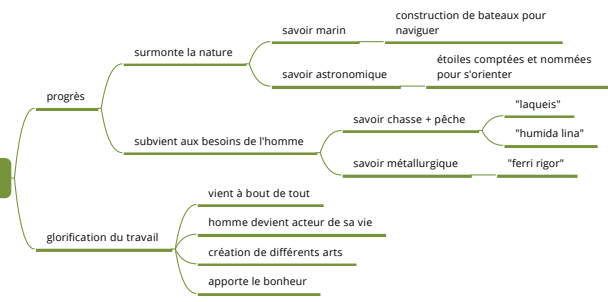 progrès
surmonte la nature
savoir marin
construction de bateaux pour
naviguer
savoir astronomique
étoiles comptées et nommées
pour s'orienter
subvient aux besoins de l'homme
savoir chasse + pêche
"laqueis"
"humida lina"
savoir métallurgique
"ferri rigor"
glorification du travail
vient à bout de tout
homme devient acteur de sa vie
création de différents arts
apporte le bonheur